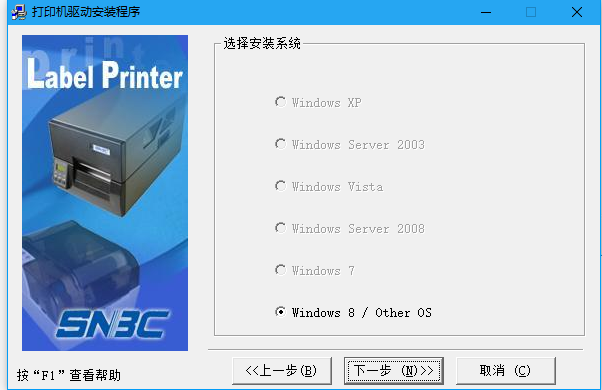 打印机驱动安装程序
print
Label Printer
SNBC
选择安装系统
Windows XP
Windows Server 2003
Windows Vista
Windows Server 2008
Windows 7
Windows 8 / Other OS
按“F1”查看帮助
<<上一步(B)
下一步 (N)>>
取消 (C)